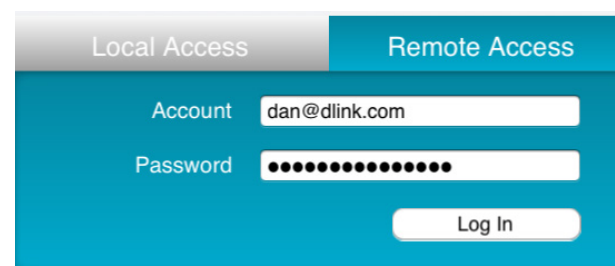 Local Access Remote Access
Account dan@dlink.com
Password ●●●●●●●●●●●●●●●
Log In